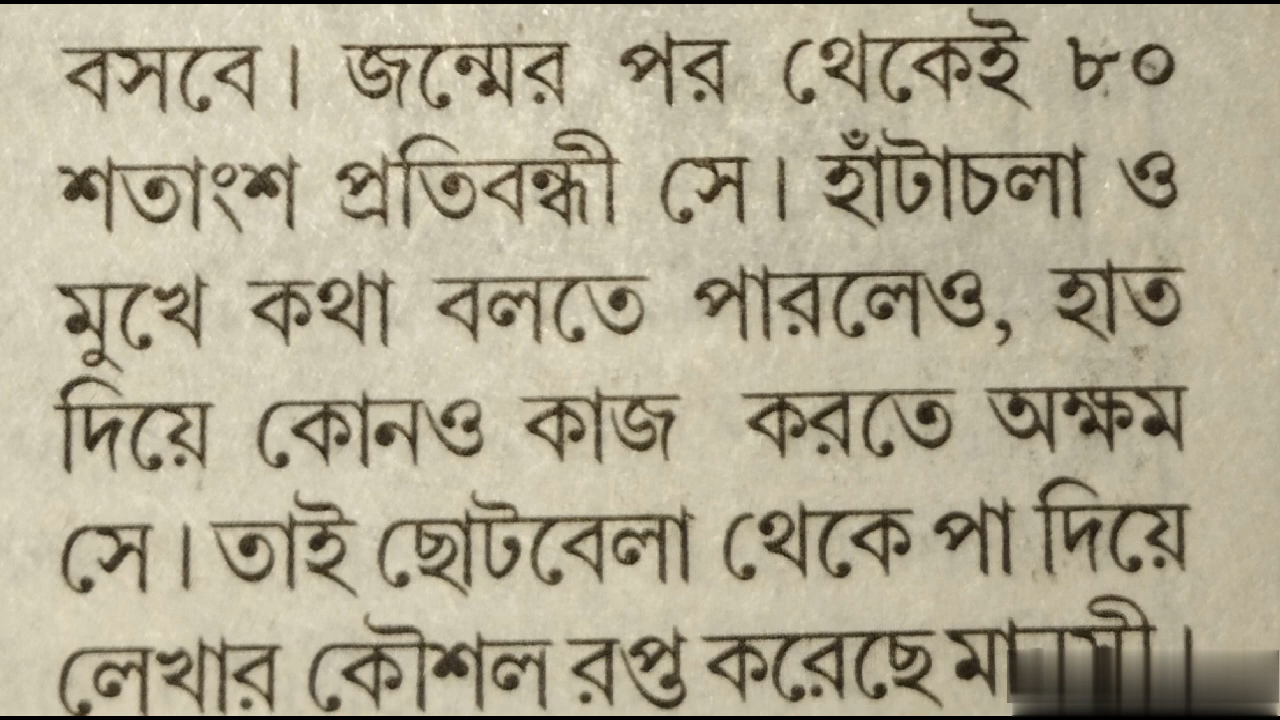 বসবে। জন্মের পর থেকেই ৮০
শতাংশ প্রতিবন্ধী সে। হাঁটাচলা ও
মুখে কথা বলতে পারলেও, হাত
দিয়ে কোনও কাজ করতে অক্ষম
সে। তাই ছোটবেলা থেকে পা দিয়ে
লেখার কৌশল রপ্ত করেছে